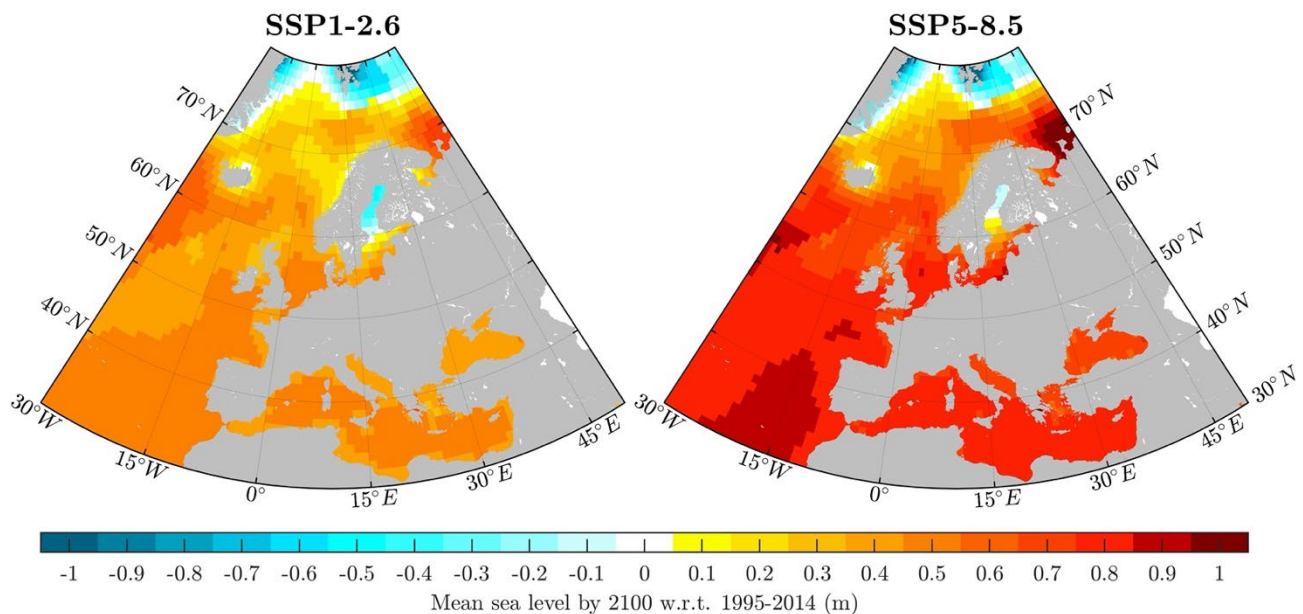 SSP1-2.6
SSP5-8.5
70°N
60°N
50°N
40°N
30°W
15°W
0°
15°E
30°E
45°E
70°N
60°N
50°N
40°N
30°N
30°W
15°W
0°
15°E
30°E
45°E
-1 -0.9 -0.8 -0.7 -0.6 -0.5 -0.4 -0.3 -0.2 -0.1 0 0.1 0.2 0.3 0.4 0.5 0.6 0.7 0.8 0.9 1
Mean sea level by 2100 w.r.t. 1995-2014 (m)